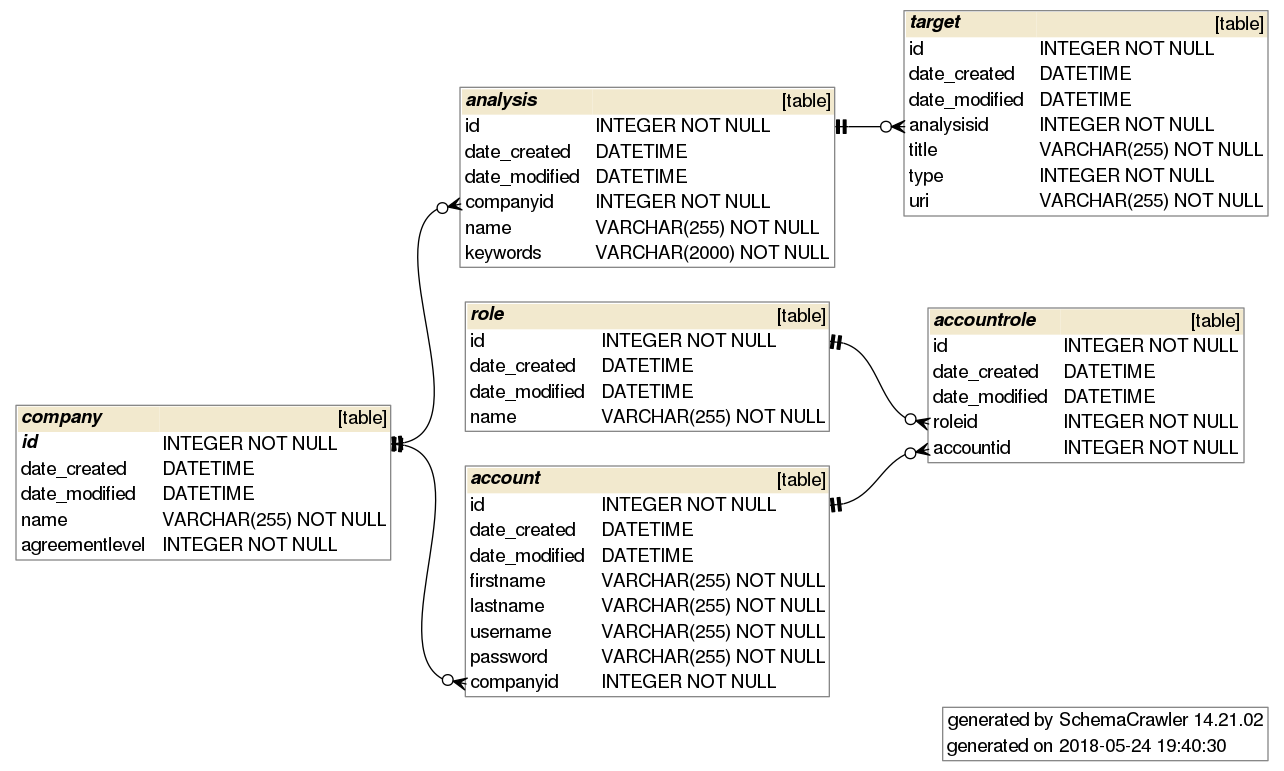 target [table]
id INTEGER NOT NULL
date_created DATETIME
date_modified DATETIME
analysisid INTEGER NOT NULL
title VARCHAR(255) NOT NULL
type INTEGER NOT NULL
uri VARCHAR(255) NOT NULL
analysis [table]
id INTEGER NOT NULL
date_created DATETIME
date_modified DATETIME
companyid INTEGER NOT NULL
name VARCHAR(255) NOT NULL
keywords VARCHAR(2000) NOT NULL
role [table]
id INTEGER NOT NULL
date_created DATETIME
date_modified DATETIME
name VARCHAR(255) NOT NULL
accountrole [table]
id INTEGER NOT NULL
date_created DATETIME
date_modified DATETIME
roleid INTEGER NOT NULL
accountid INTEGER NOT NULL
company [table]
id INTEGER NOT NULL
date_created DATETIME
date_modified DATETIME
name VARCHAR(255) NOT NULL
agreementlevel INTEGER NOT NULL
account [table]
id INTEGER NOT NULL
date_created DATETIME
date_modified DATETIME
firstname VARCHAR(255) NOT NULL
lastname VARCHAR(255) NOT NULL
username VARCHAR(255) NOT NULL
password VARCHAR(255) NOT NULL
companyid INTEGER NOT NULL
generated by SchemaCrawler 14.21.02
generated on 2018-05-24 19:40:30